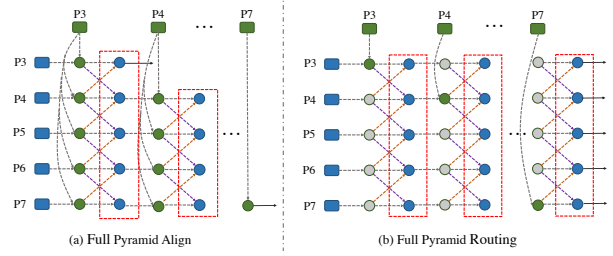 P3 P4 ... P7
P3
P4
P5
P6
P7
...
(a) Full Pyramid Align
P3 P4 ... P7
P3
P4
P5
P6
P7
...
(b) Full Pyramid Routing